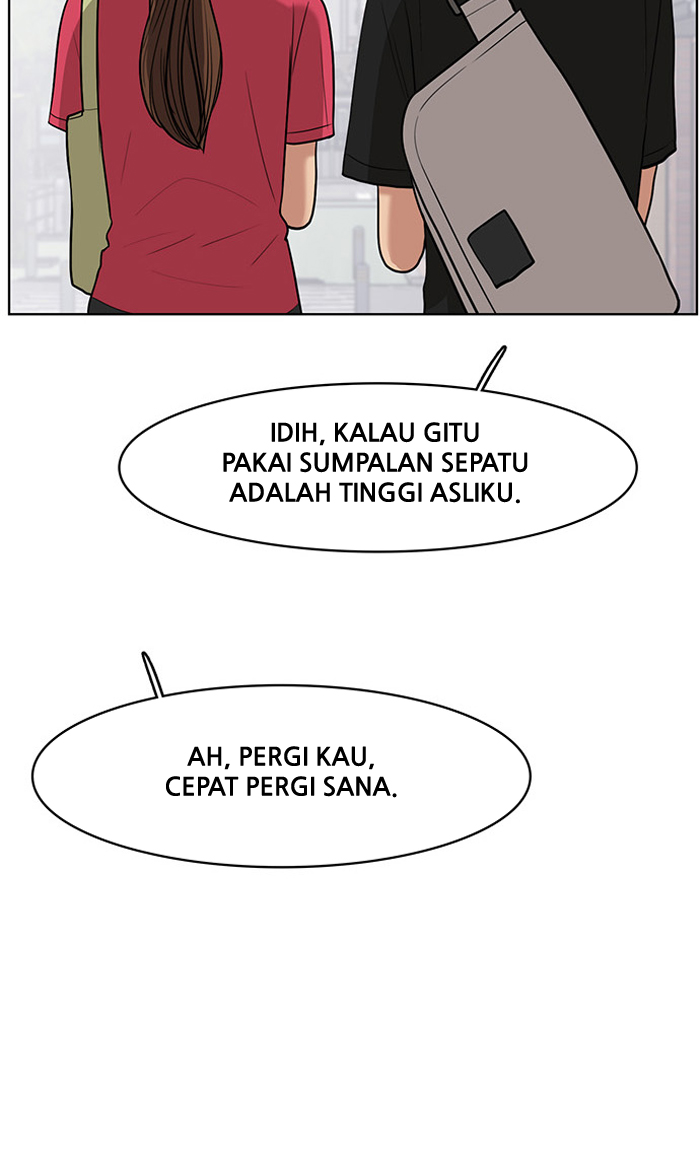 IDIH, KALAU GITU
PAKAI SUMPALAN SEPATU
ADALAH TINGGI ASLIKU.
AH, PERGI KAU,
CEPAT PERGI SANA.